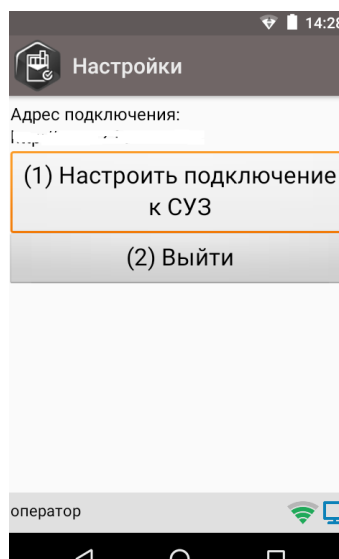 14:28
Настройки
Адрес подключения:
(1) Настроить подключение
к СУЗ
(2) Выйти
оператор